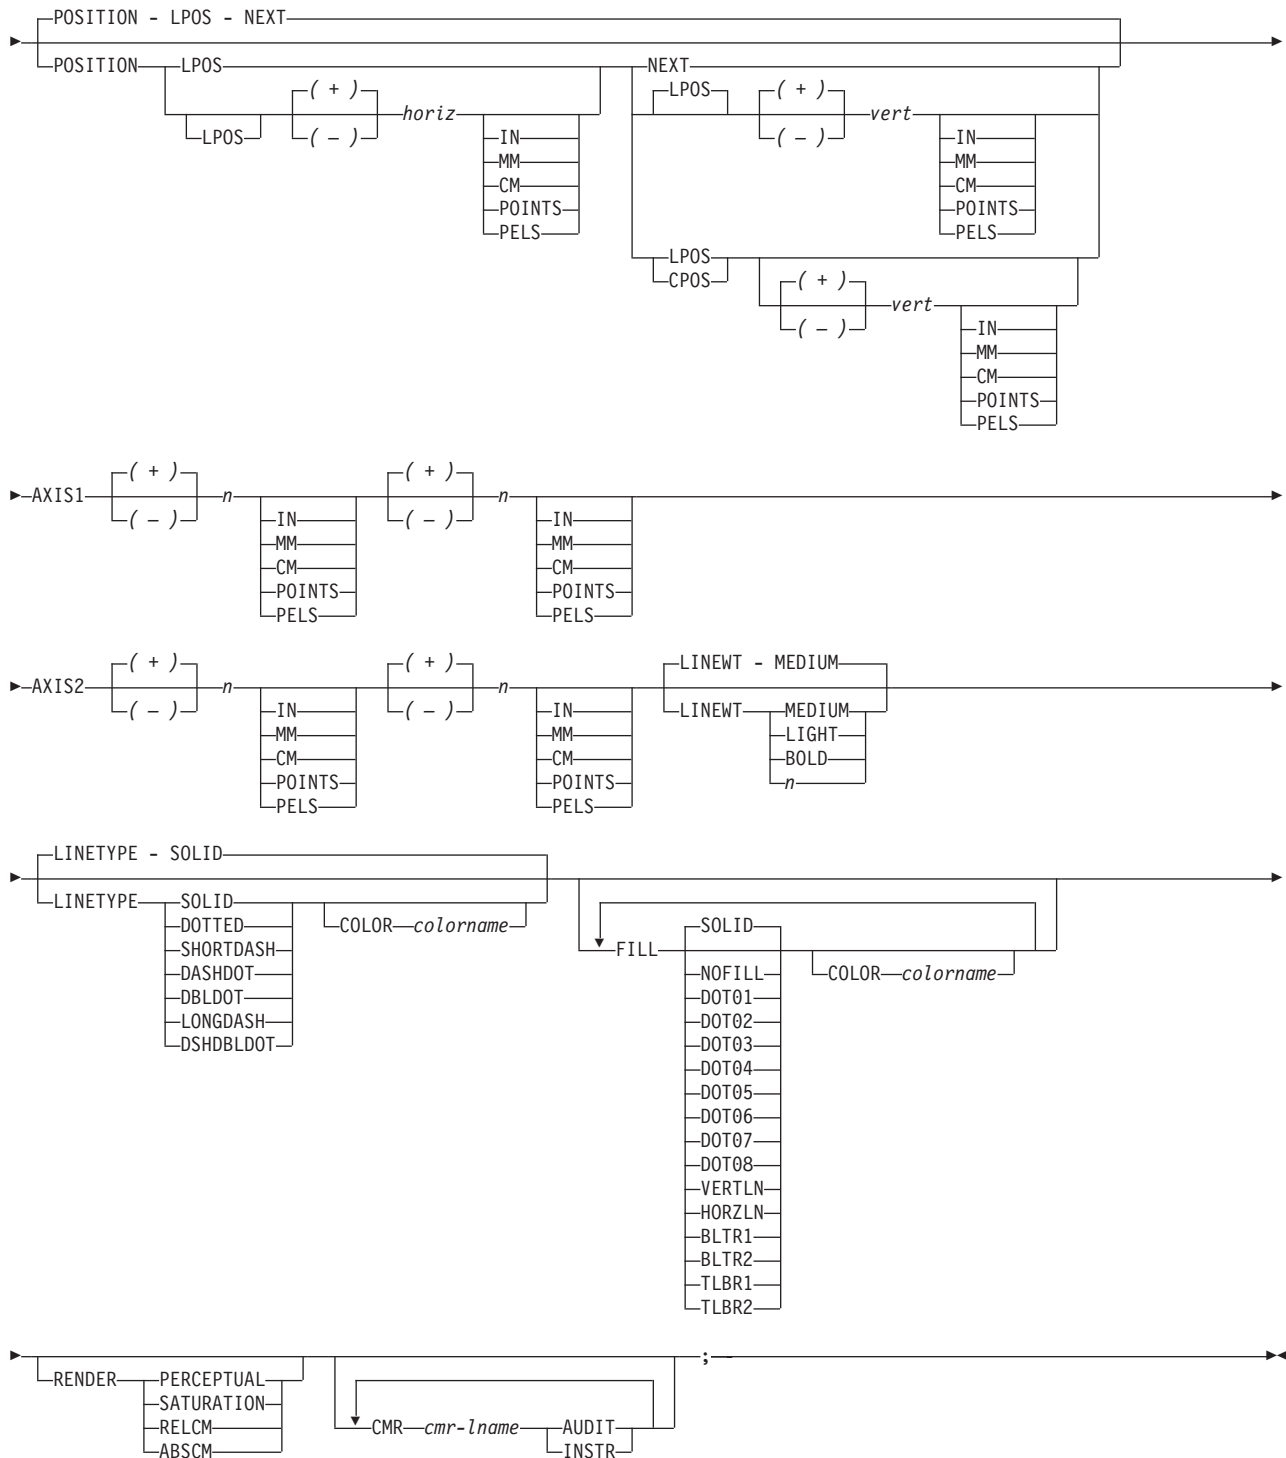 POSITION - LPOS - NEXT
POSITION LPOS NEXT
( + ) LPOS ( + )
horiz vert
LPOS ( – ) IN ( – ) IN
MM MM
CM CM
POINTS POINTS
PELS PELS
LPOS
CPOS ( + )
vert
( – ) IN
MM
CM
POINTS
PELS
( + ) ( + )
AXIS1 n n
( – ) IN ( – ) IN
MM MM
CM CM
POINTS POINTS
PELS PELS
( + ) ( + ) LINEWT - MEDIUM
AXIS2 n n
( – ) IN ( – ) IN LINEWT MEDIUM
MM MM LIGHT
CM CM BOLD
POINTS POINTS n
PELS PELS
LINETYPE - SOLID
LINETYPE SOLID
DOTTED COLOR colorname SOLID
SHORTDASH FILL
DASHDOT NOFILL COLOR colorname
DBLDOT DOT01
LONGDASH DOT02
DSHDBLDOT DOT03
DOT04
DOT05
DOT06
DOT07
DOT08
VERTLN
HORZLN
BLTR1
BLTR2
TLBR1
TLBR2
;
RENDER PERCEPTUAL
SATURATION
RELCM CMR cmr-lname AUDIT
ABSCM INSTR